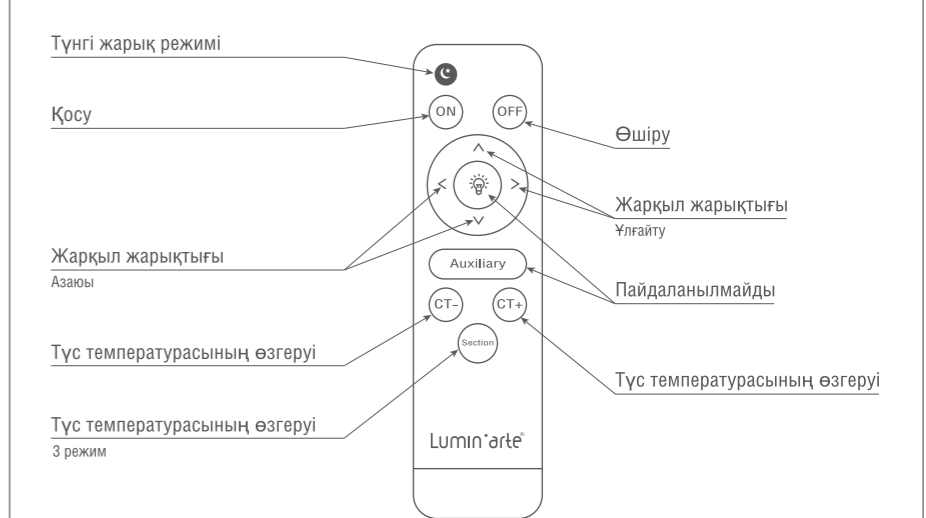 Түнгі жарық режимі
Қосу
ON
OFF
Өшіру
Жарқыл жарықтығы
Ұлғайту
Жарқыл жарықтығы
Азаюы
Auxiliary
Пайдаланылмайды
CT-
CT+
Түс температурасының өзгеруі
Section
Түс температурасының өзгеруі
Түс температурасының өзгеруі
3 режим
Lumin'arte®